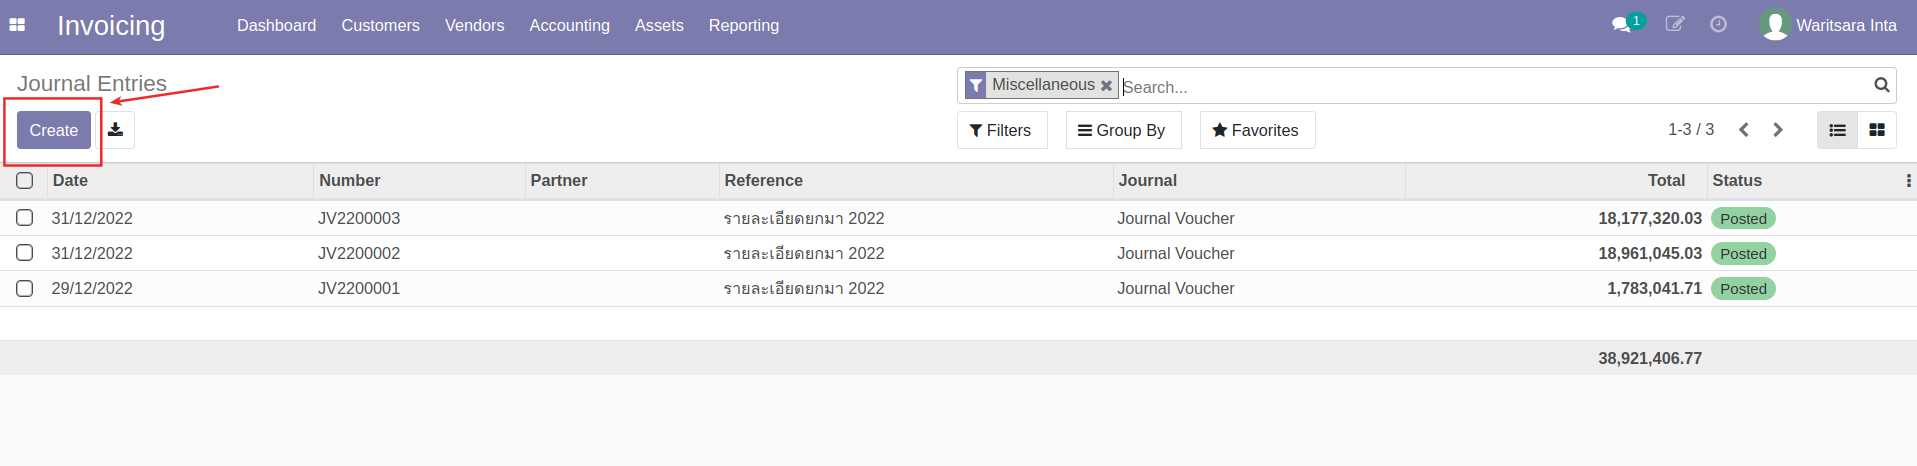 Invoicing Dashboard Customers Vendors Accounting Assets Reporting 1 Waritsara Inta
Journal Entries
Miscellaneous Search...
Create Filters Group By Favorites 1-3 / 3
Date Number Partner Reference Journal Total Status
31/12/2022 JV2200003 รายละเอียดยกมา 2022 Journal Voucher 18,177,320.03 Posted
31/12/2022 JV2200002 รายละเอียดยกมา 2022 Journal Voucher 18,961,045.03 Posted
29/12/2022 JV2200001 รายละเอียดยกมา 2022 Journal Voucher 1,783,041.71 Posted
38,921,406.77